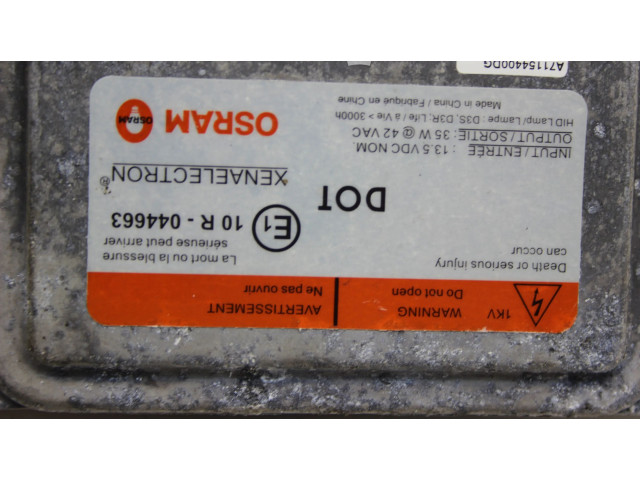 1KV
WARNING
Do not open
AVERTISSEMENT
Ne pas ouvrir
Death or serious injury
can occur
La mort ou la blessure
sérieuse peut arriver
DOT
E1
10 R - 044663
XENAELECTRON®
INPUT / ENTRÉE : 13.5 VDC NOM.
OUTPUT / SORTIE: 35 W @ 42 VAC
HID Lamp/ Lampe : D3S, D3R; Life / à Vie > 3000h
Made in China / Fabriqué en Chine
OSRAM
OSRAM
A71154400DG